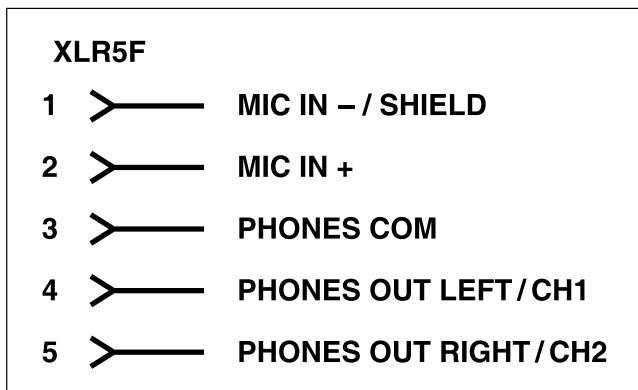 XLR5F
1 MIC IN – / SHIELD
2 MIC IN +
3 PHONES COM
4 PHONES OUT LEFT / CH1
5 PHONES OUT RIGHT / CH2